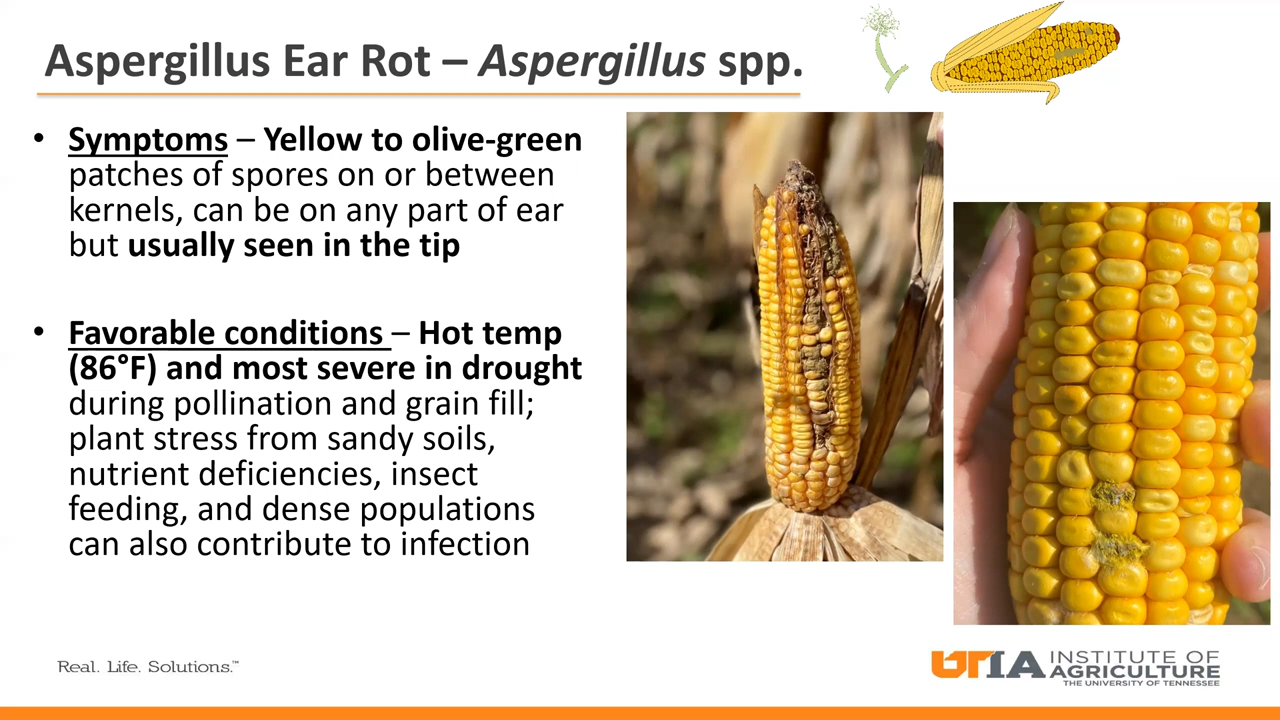 Aspergillus Ear Rot – Aspergillus spp.
• Symptoms – Yellow to olive-green
patches of spores on or between
kernels, can be on any part of ear
but usually seen in the tip
• Favorable conditions – Hot temp
(86°F) and most severe in drought
during pollination and grain fill;
plant stress from sandy soils,
nutrient deficiencies, insect
feeding, and dense populations
can also contribute to infection
Real. Life. Solutions.™
UTIA INSTITUTE OF
AGRICULTURE
THE UNIVERSITY OF TENNESSEE